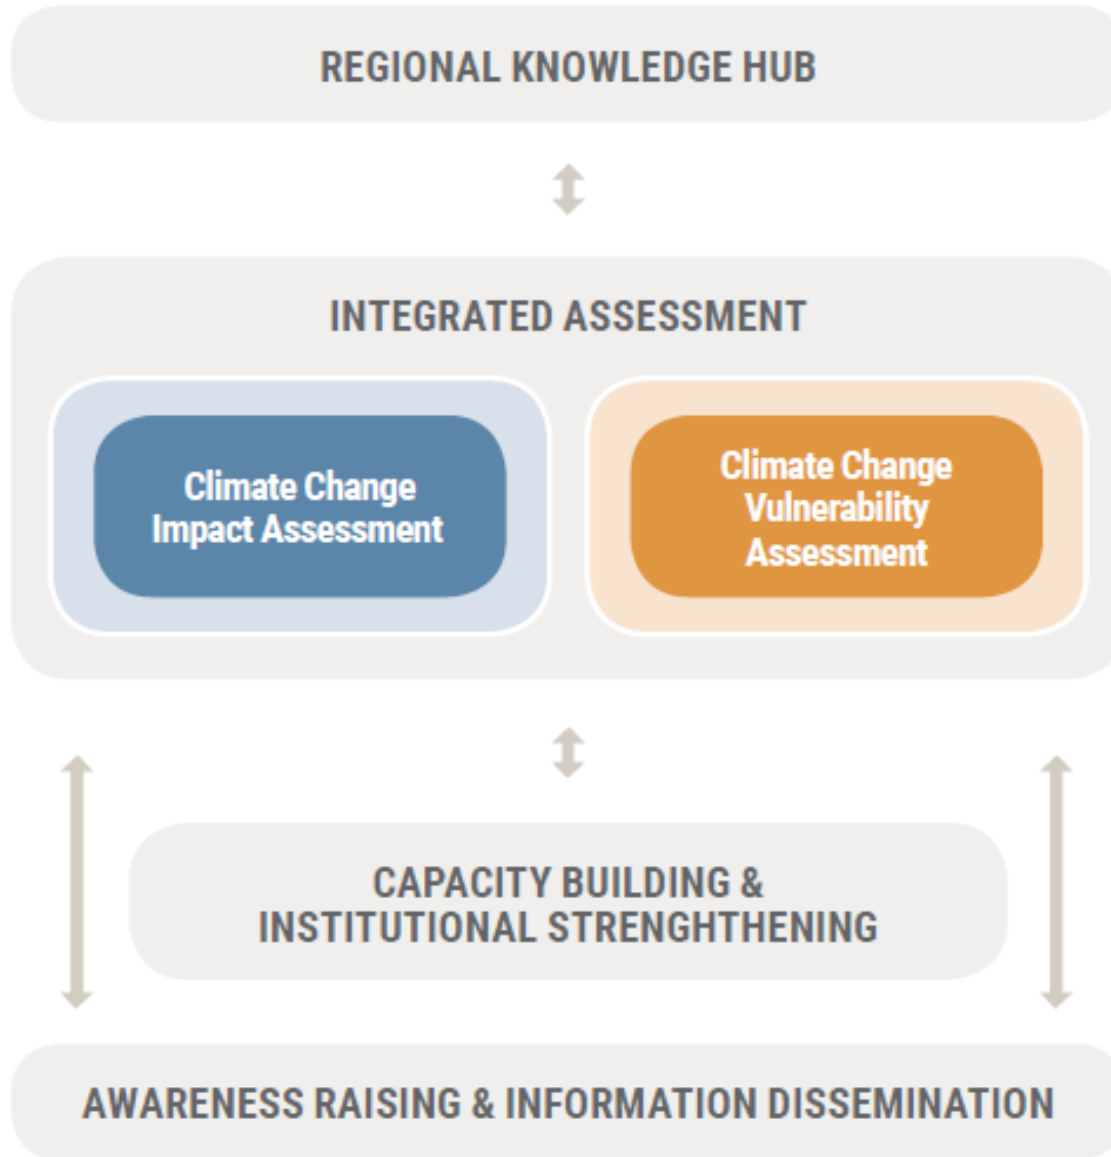 REGIONAL KNOWLEDGE HUB
INTEGRATED ASSESSMENT
Climate Change
Impact Assessment
Climate Change
Vulnerability
Assessment
CAPACITY BUILDING &
INSTITUTIONAL STRENGHTHENING
AWARENESS RAISING & INFORMATION DISSEMINATION